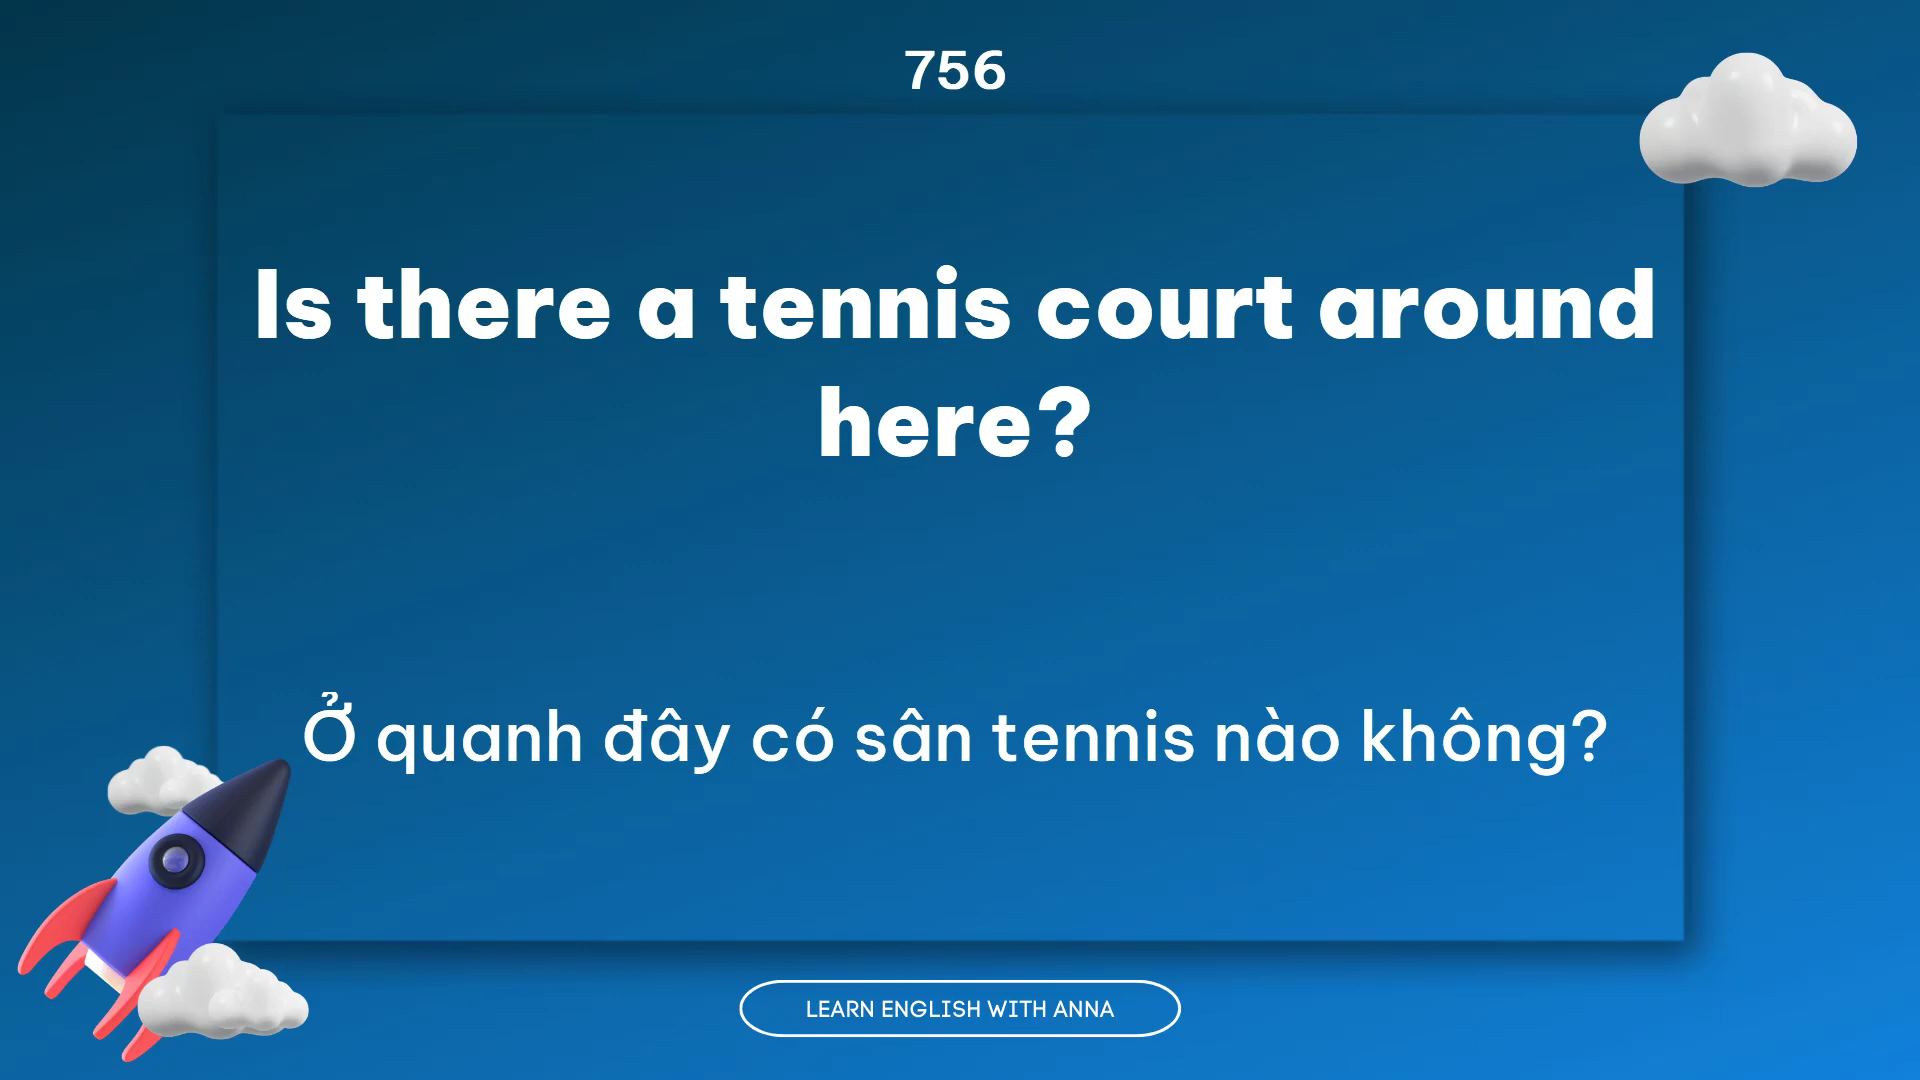 756
Is there a tennis court around
here?
Ở quanh đây có sân tennis nào không?
LEARN ENGLISH WITH ANNA